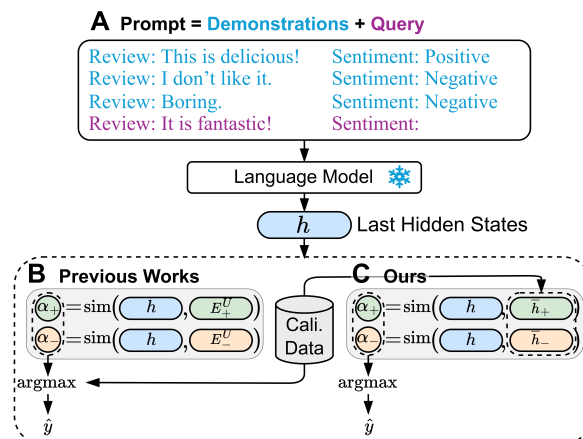 A Prompt = Demonstrations + Query
Review: This is delicious! Sentiment: Positive
Review: I don't like it. Sentiment: Negative
Review: Boring. Sentiment: Negative
Review: It is fantastic! Sentiment:
Language Model
h Last Hidden States
B Previous Works
α₊ = sim( h , E₊ᵁ )
α₋ = sim( h , E₋ᵁ )
argmax
ŷ
Cali.
Data
C Ours
α₊ = sim( h , h̄₊ )
α₋ = sim( h , h̄₋ )
argmax
ŷ